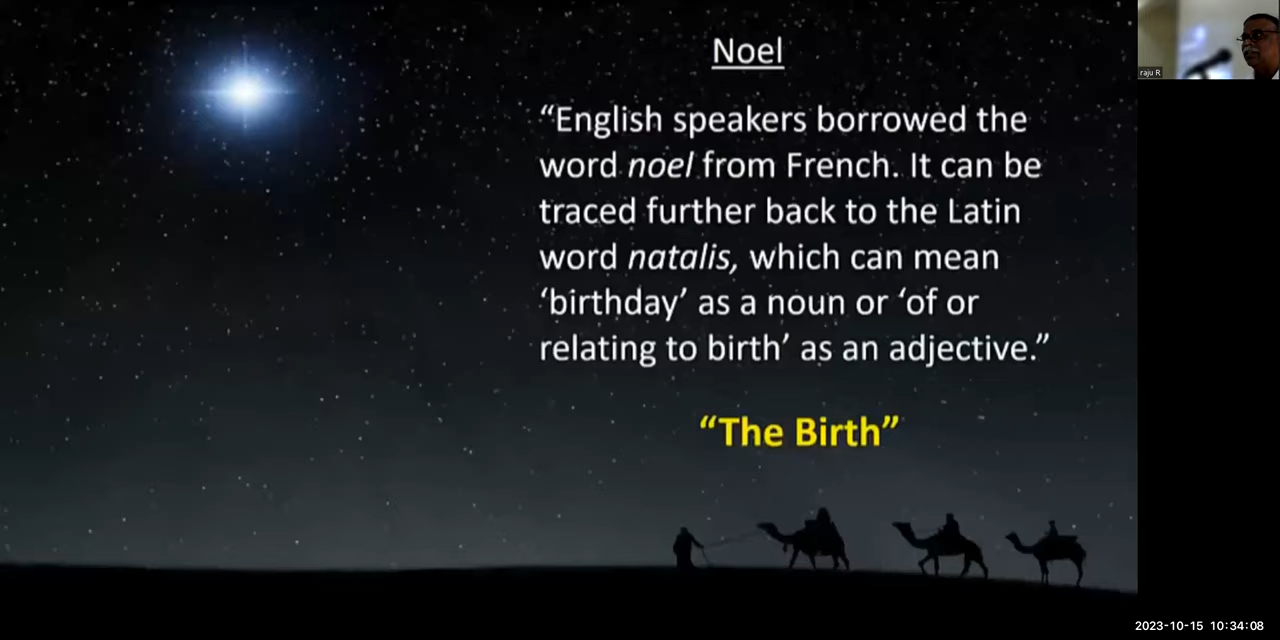 Noel
“English speakers borrowed the
word noel from French. It can be
traced further back to the Latin
word natalis, which can mean
‘birthday’ as a noun or ‘of or
relating to birth’ as an adjective.”
“The Birth”
raju R
2023-10-15 10:34:08